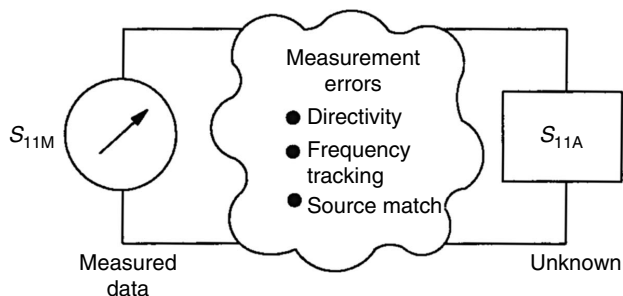 Measurement
errors
● Directivity
● Frequency
tracking
● Source match
S11M
S11A
Measured
data
Unknown